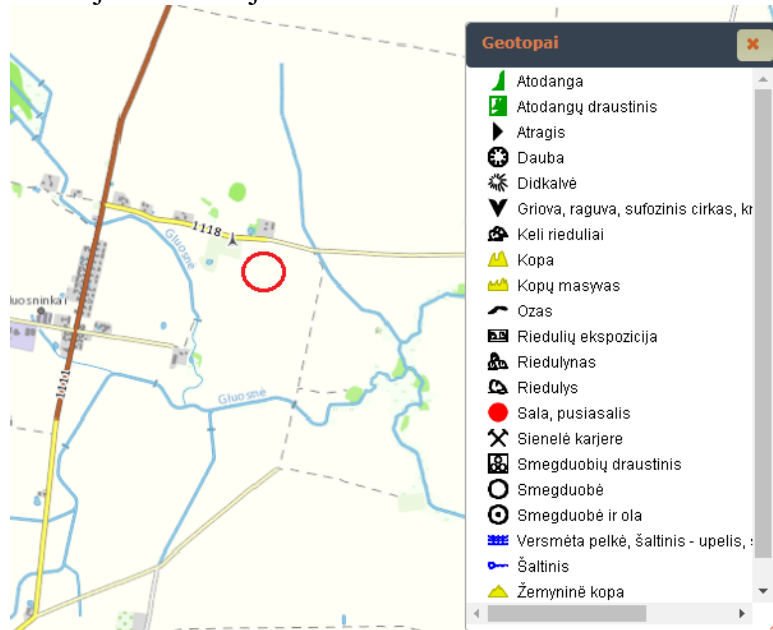 Geotopai
Atodanga
Atodangų draustinis
Atragis
Dauba
Didkalvė
Griova, raguva, sufozinis cirkas, kr
Keli rieduliai
Kopa
Kopų masyvas
Ozas
Riedulių ekspozicija
Riedulynas
Riedulys
Sala, pusiasalis
Sienelė karjere
Smegduobių draustinis
Smegduobė
Smegduobė ir ola
Versmėta pelkė, šaltinis - upelis,
Šaltinis
Žemyninė kopa
1118
Gluosnė
uosninkai
1111
Gluosnė